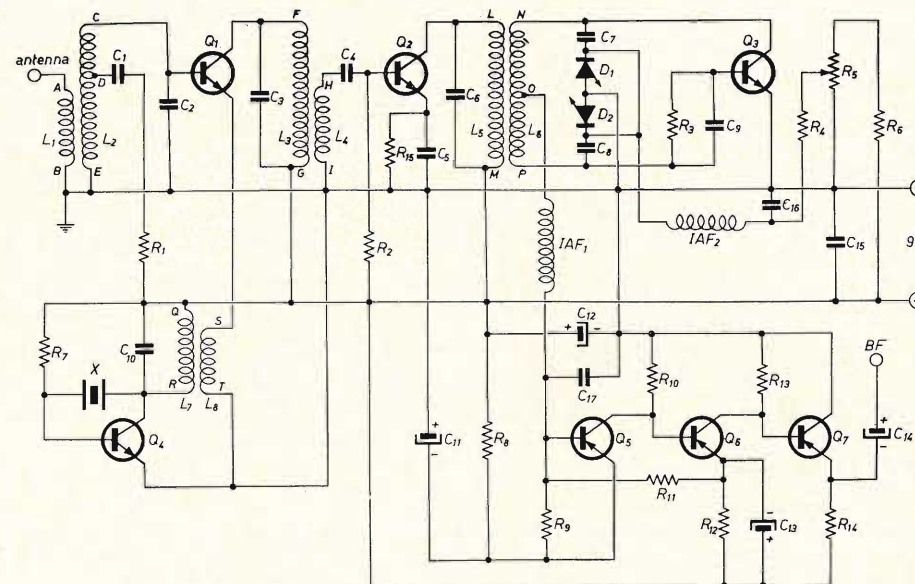 F
L
N
C
C₇
Q₃
C₁
Q₁
C₄
Q₂
antenna
D
H
D₁
O
R₅
A
C₂
C₃
C₆
L₁
L₂
L₃
L₄
L₅
L₆
D₂
R₃
C₉
R₄
R₆
R₁₅
C₅
C₈
B
E
G
I
M
P
C₁₆
IAF₂
R₁
R₂
IAF₁
C₁₅
9
Q
S
C₁₂
+ -
BF
R₇
C₁₀
X
R
T
C₁₇
R₁₀
R₁₃
L₇
L₈
+
Q₄
C₁₁
R₈
Q₅
Q₆
Q₇
C₁₄
-
R₁₁
R₉
R₁₂
-
C₁₃
R₁₄
+